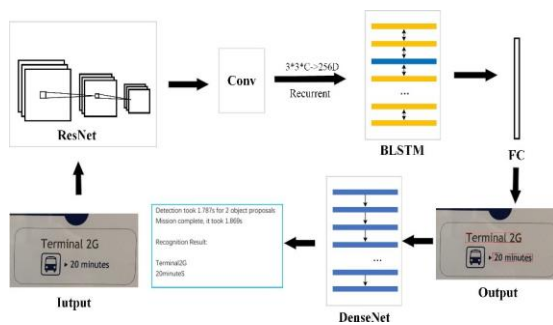 ResNet
Conv
3*3*C->256D
Recurrent
...
BLSTM
FC
Terminal 2G
20 minutes
Iutput
Detection took 1.787s for 2 object proposals
Mission complete, it took 1.869s
Recognition Result:
Terminal2G
20minuteS
...
DenseNet
Terminal 2G
20 minutes
Output